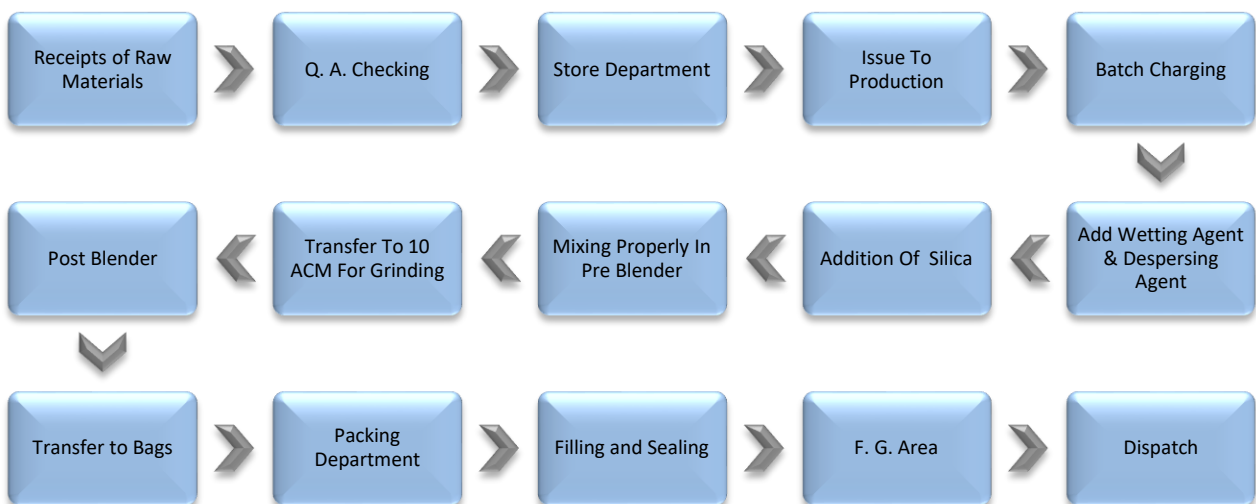 Receipts of Raw
Materials
Q. A. Checking
Store Department
Issue To
Production
Batch Charging
Add Wetting Agent
& Despersing
Agent
Addition Of Silica
Mixing Properly In
Pre Blender
Transfer To 10
ACM For Grinding
Post Blender
Transfer to Bags
Packing
Department
Filling and Sealing
F. G. Area
Dispatch